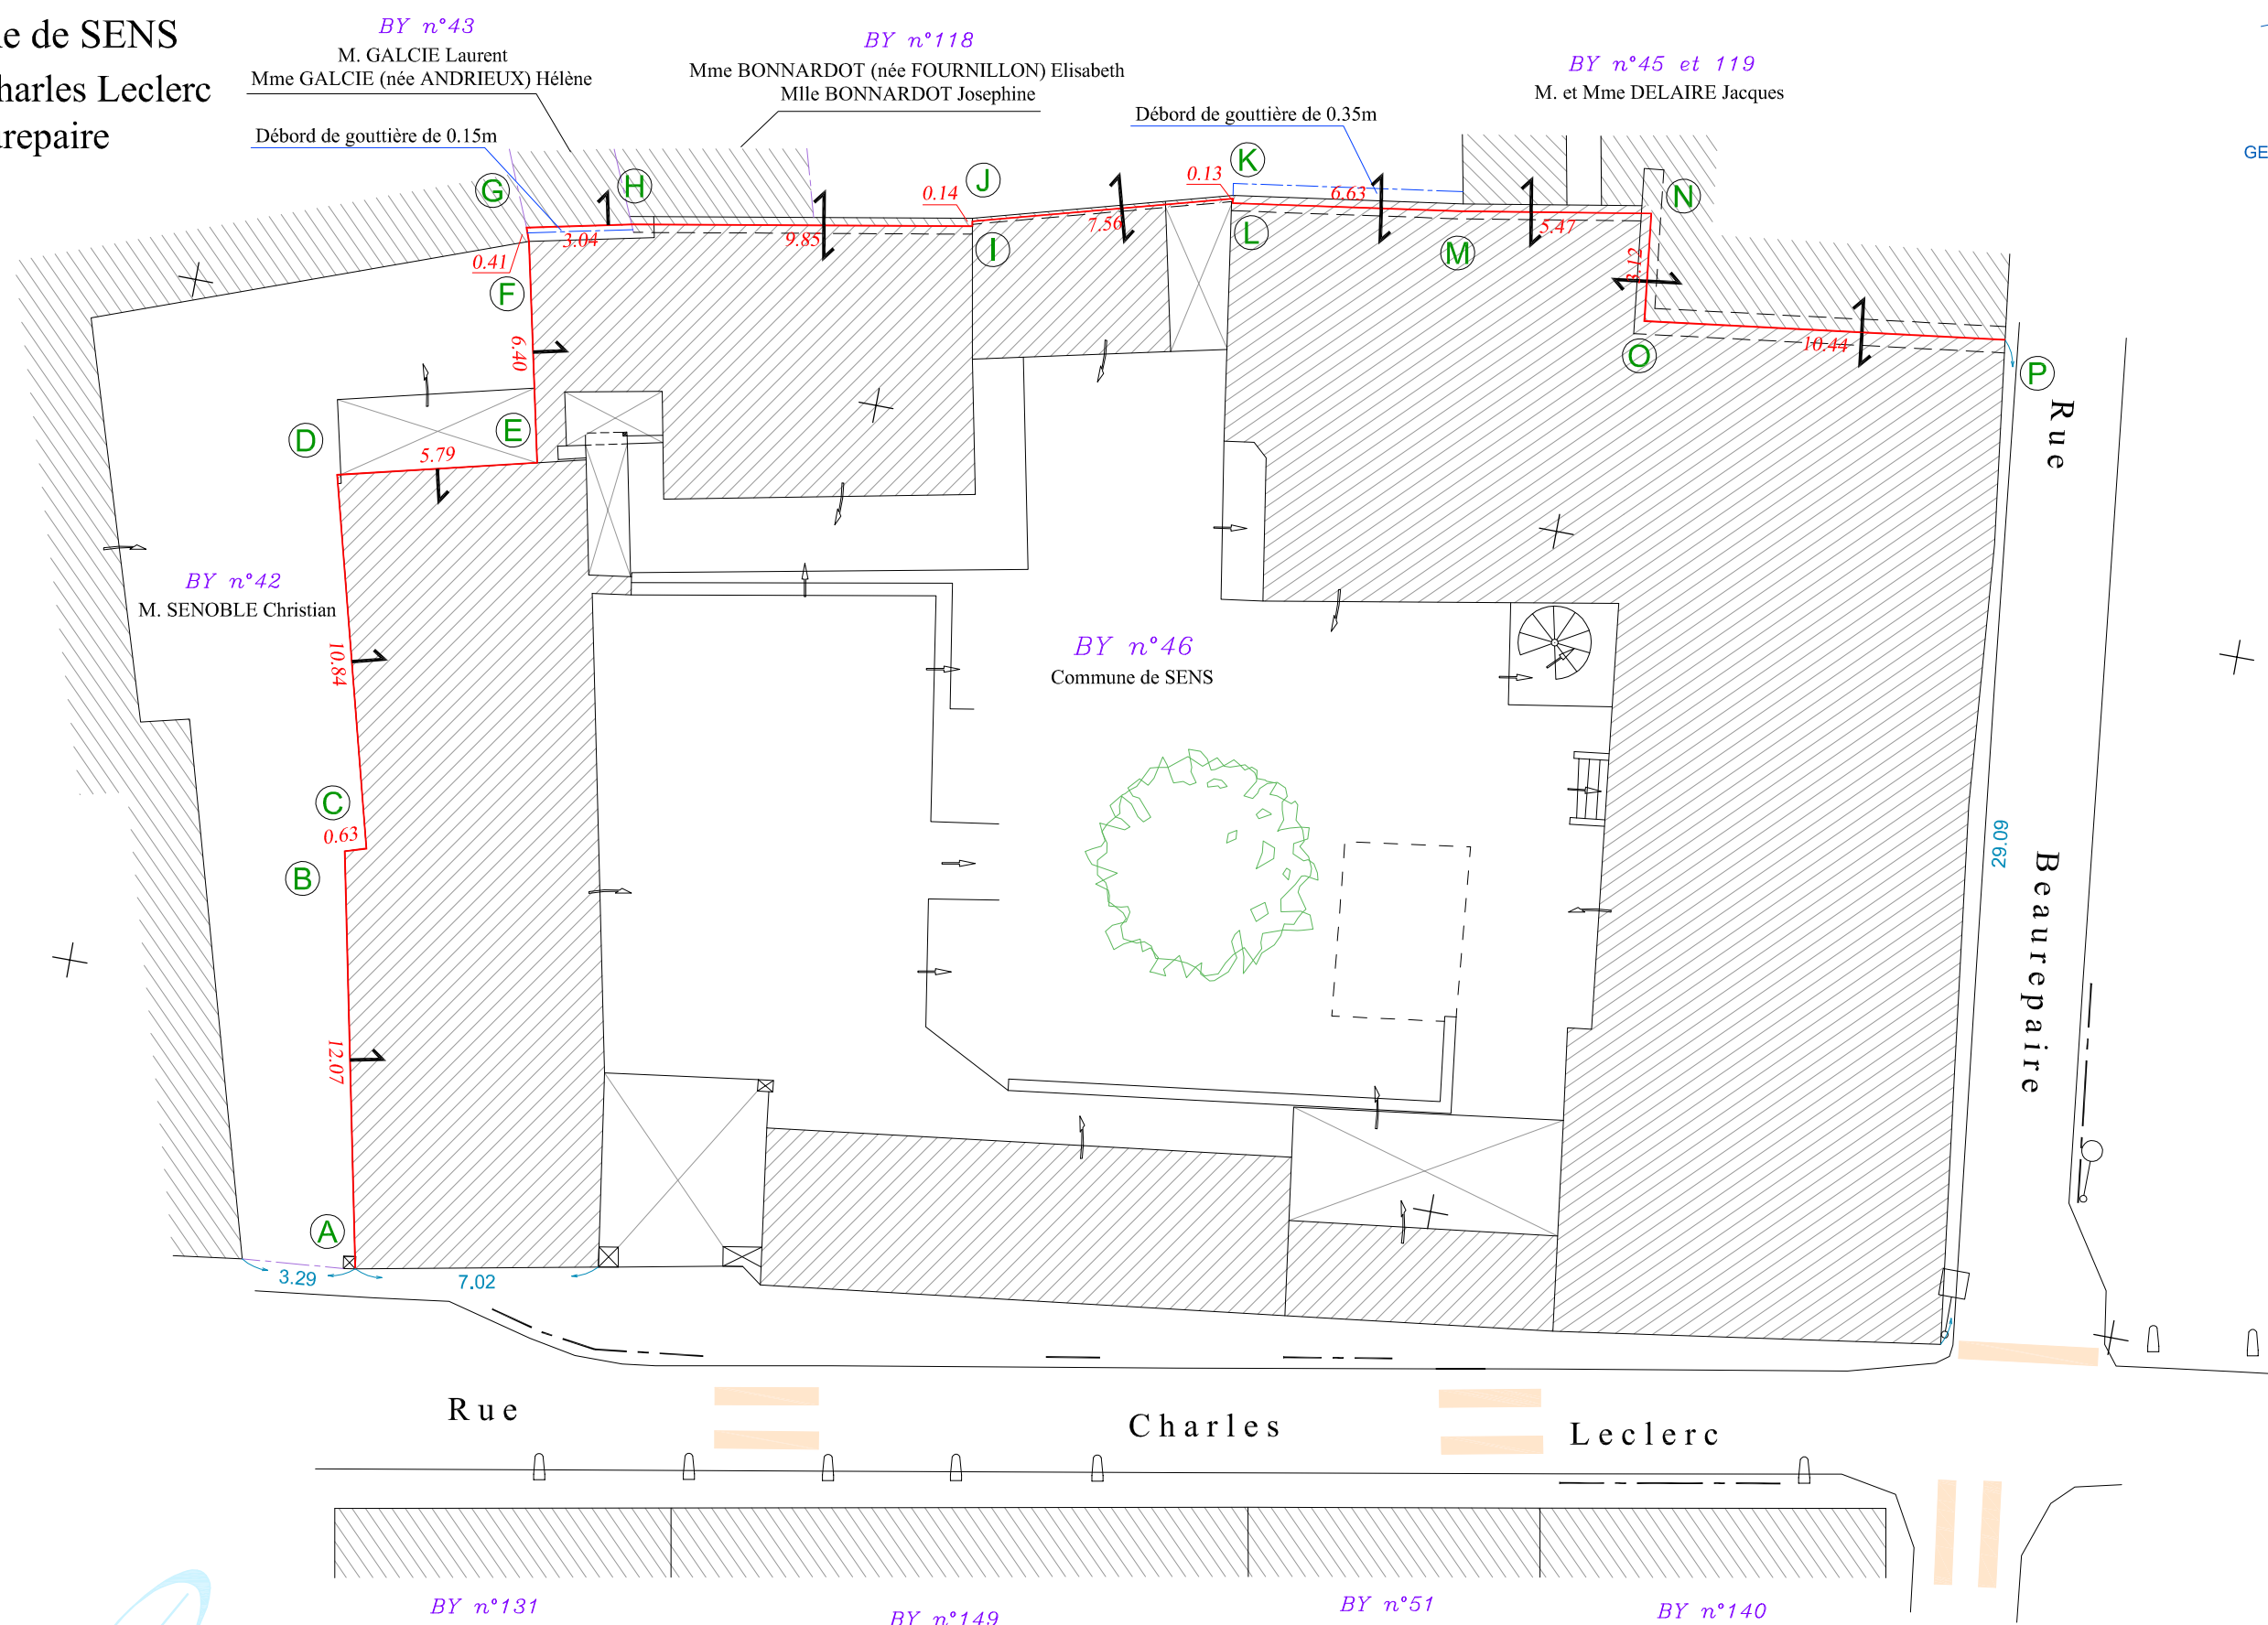 le de SENS
harles Leclerc
urepaire
BY n°43
M. GALCIE Laurent
Mme GALCIE (née ANDRIEUX) Hélène
Débord de gouttière de 0.15m
BY n°118
Mme BONNARDOT (née FOURNILLON) Elisabeth
Mlle BONNARDOT Josephine
Débord de gouttière de 0.35m
BY n°45 et 119
M. et Mme DELAIRE Jacques
GE
G
H
J
K
N
0.14
0.13
6.63
3.04
9.85
7.56
5.47
0.41
I
L
M
3.12
F
6.40
O
10.44
P
D
E
5.79
Rue
BY n°42
M. SENOBLE Christian
10.84
BY n°46
Commune de SENS
C
0.63
B
29.09
Beaurepaire
12.07
A
3.29
7.02
Rue
Charles
Leclerc
BY n°131
BY n°149
BY n°51
BY n°140